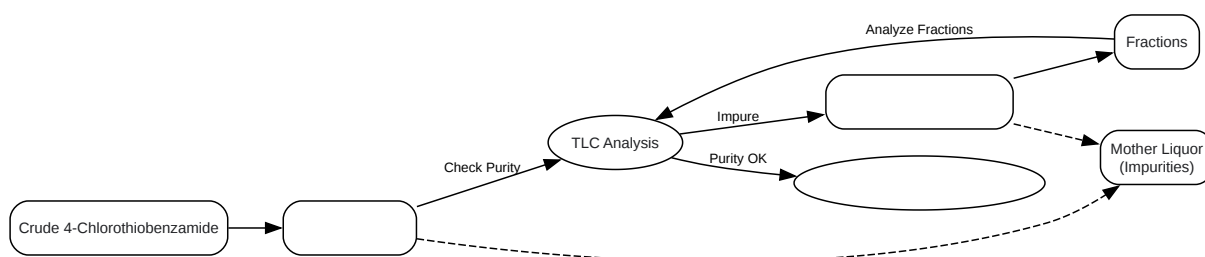 Analyze Fractions
Fractions
Impure
TLC Analysis
Mother Liquor
(Impurities)
Purity OK
Check Purity
Crude 4-Chlorothiobenzamide